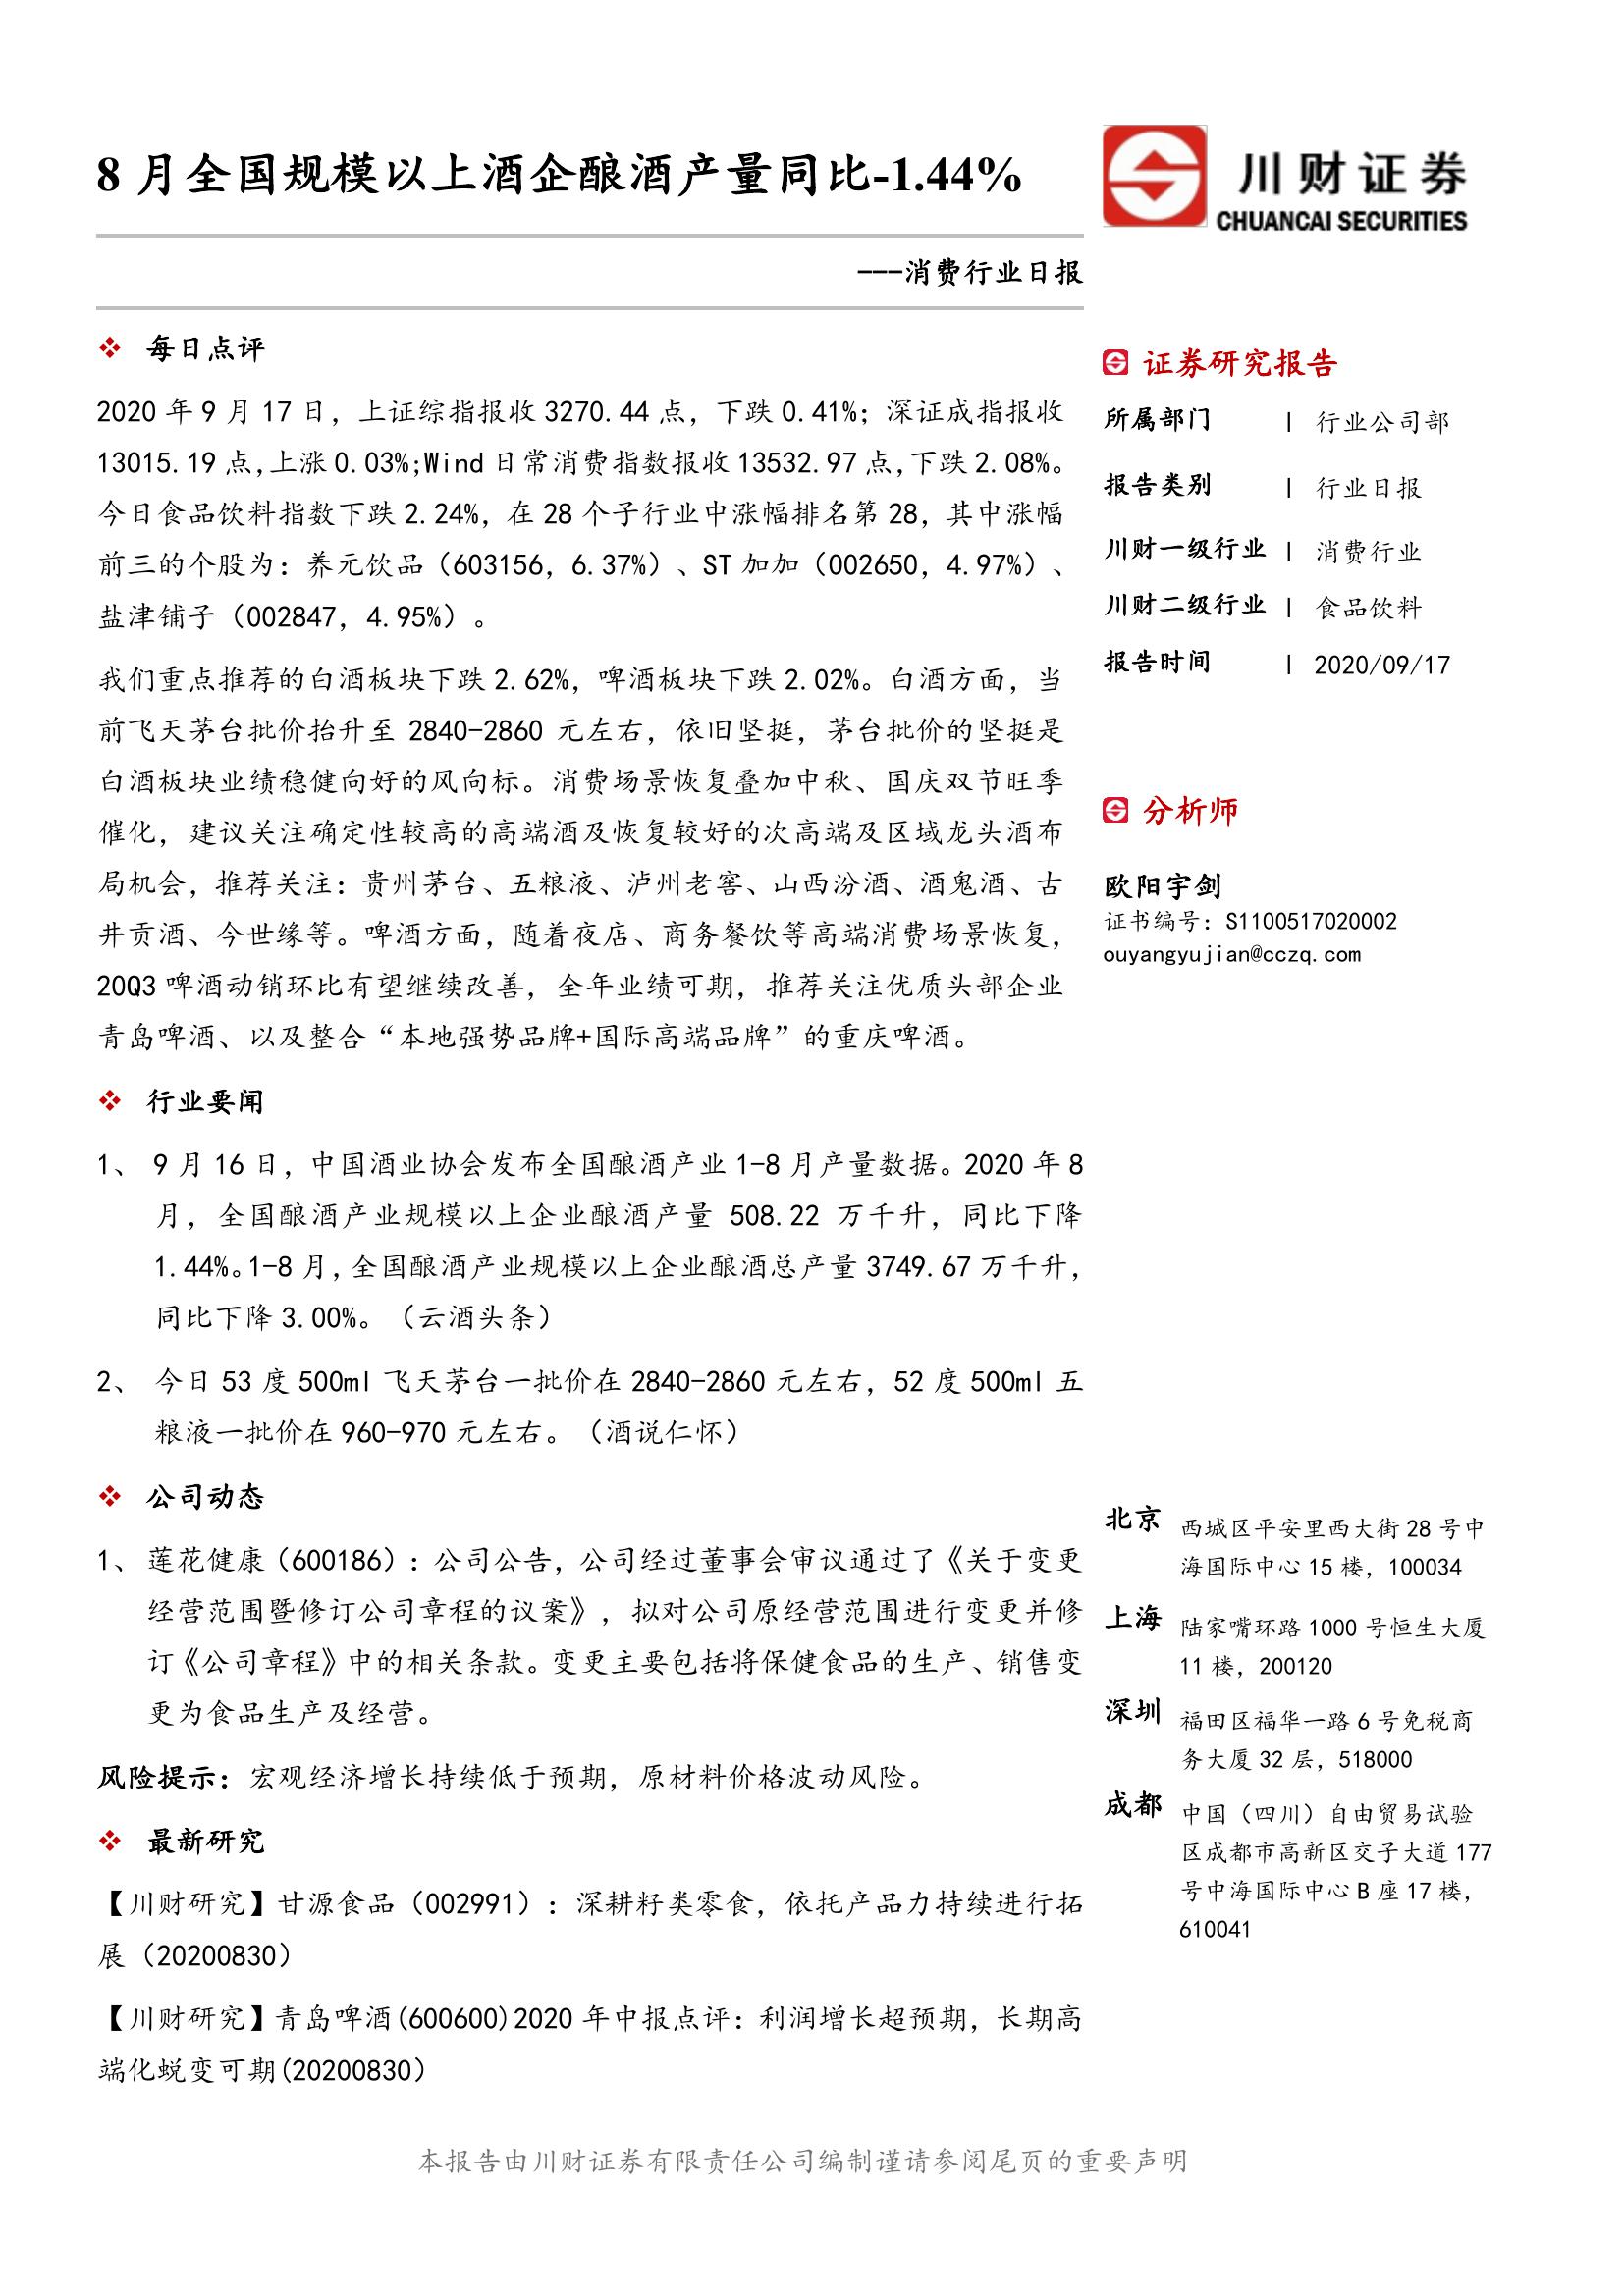 8 月全国规模以上酒企酿酒产量同比-1.44%
川财证券
CHUANCAI SECURITIES
---消费行业日报
每日点评
2020 年 9 月 17 日，上证综指报收 3270.44 点，下跌 0.41%；深证成指报收
13015.19 点,上涨 0.03%;Wind 日常消费指数报收 13532.97 点,下跌 2.08%。
今日食品饮料指数下跌 2.24%，在 28 个子行业中涨幅排名第 28，其中涨幅
前三的个股为：养元饮品（603156，6.37%）、ST 加加（002650，4.97%）、
盐津铺子（002847，4.95%）。
我们重点推荐的白酒板块下跌 2.62%，啤酒板块下跌 2.02%。白酒方面，当
前飞天茅台批价抬升至 2840-2860 元左右，依旧坚挺，茅台批价的坚挺是
白酒板块业绩稳健向好的风向标。消费场景恢复叠加中秋、国庆双节旺季
催化，建议关注确定性较高的高端酒及恢复较好的次高端及区域龙头酒布
局机会，推荐关注：贵州茅台、五粮液、泸州老窖、山西汾酒、酒鬼酒、古
井贡酒、今世缘等。啤酒方面，随着夜店、商务餐饮等高端消费场景恢复，
20Q3 啤酒动销环比有望继续改善，全年业绩可期，推荐关注优质头部企业
青岛啤酒、以及整合“本地强势品牌+国际高端品牌”的重庆啤酒。
行业要闻
1、 9 月 16 日，中国酒业协会发布全国酿酒产业 1-8 月产量数据。2020 年 8
月，全国酿酒产业规模以上企业酿酒产量 508.22 万千升，同比下降
1.44%。1-8 月，全国酿酒产业规模以上企业酿酒总产量 3749.67 万千升，
同比下降 3.00%。（云酒头条）
2、 今日 53 度 500ml 飞天茅台一批价在 2840-2860 元左右，52 度 500ml 五
粮液一批价在 960-970 元左右。（酒说仁怀）
公司动态
1、 莲花健康（600186）：公司公告，公司经过董事会审议通过了《关于变更
经营范围暨修订公司章程的议案》，拟对公司原经营范围进行变更并修
订《公司章程》中的相关条款。变更主要包括将保健食品的生产、销售变
更为食品生产及经营。
风险提示：宏观经济增长持续低于预期，原材料价格波动风险。
最新研究
【川财研究】甘源食品（002991）：深耕籽类零食，依托产品力持续进行拓
展（20200830）
【川财研究】青岛啤酒(600600)2020 年中报点评：利润增长超预期，长期高
端化蜕变可期(20200830）
证券研究报告
所属部门 | 行业公司部
报告类别 | 行业日报
川财一级行业 | 消费行业
川财二级行业 | 食品饮料
报告时间 | 2020/09/17
分析师
欧阳宇剑
证书编号：S1100517020002
ouyangyujian@cczq.com
北京 西城区平安里西大街 28 号中
海国际中心 15 楼，100034
上海 陆家嘴环路 1000 号恒生大厦
11 楼，200120
深圳 福田区福华一路 6 号免税商
务大厦 32 层，518000
成都 中国（四川）自由贸易试验
区成都市高新区交子大道 177
号中海国际中心 B 座 17 楼，
610041
本报告由川财证券有限责任公司编制谨请参阅尾页的重要声明